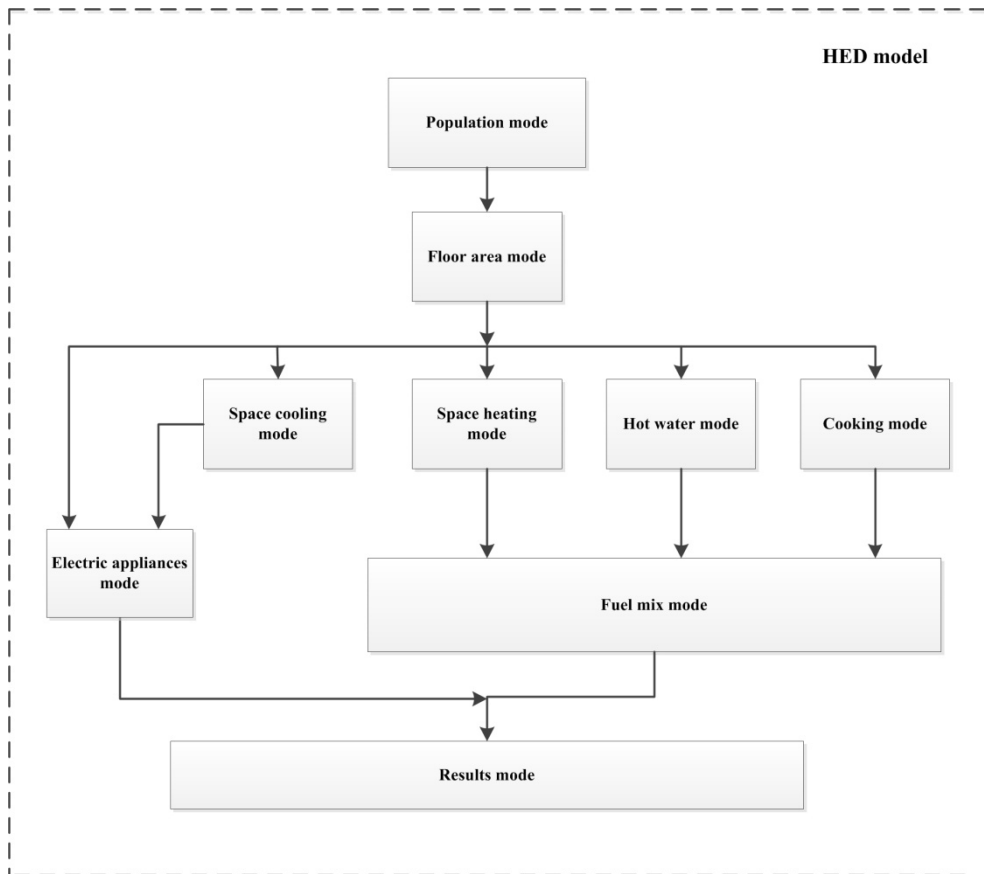 HED model
Population mode
Floor area mode
Space cooling
mode
Space heating
mode
Hot water mode
Cooking mode
Electric appliances
mode
Fuel mix mode
Results mode